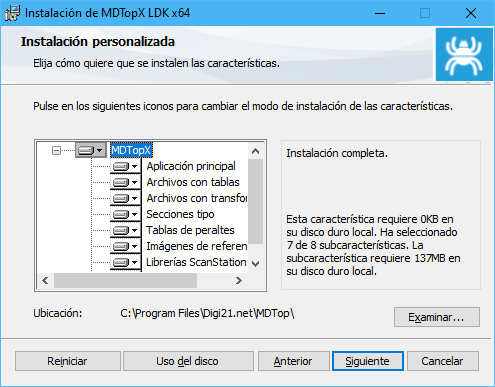 Instalación de MDTopX LDK x64
Instalación personalizada
Elija cómo quiere que se instalen las características.
Pulse en los siguientes iconos para cambiar el modo de instalación de las características.
MDTopX
Aplicación principal
Archivos con tablas
Archivos con transfor
Secciones tipo
Tablas de peraltes
Imágenes de referen
Librerías ScanStation
Instalación completa.
Esta característica requiere 0KB en
su disco duro local. Ha seleccionado
7 de 8 subcaracterísticas. La
subcaracterística requiere 137MB en
su disco duro local.
Ubicación: C:\Program Files\Digi21.net\MDTop\
Examinar...
Reiniciar Uso del disco Anterior Siguiente Cancelar